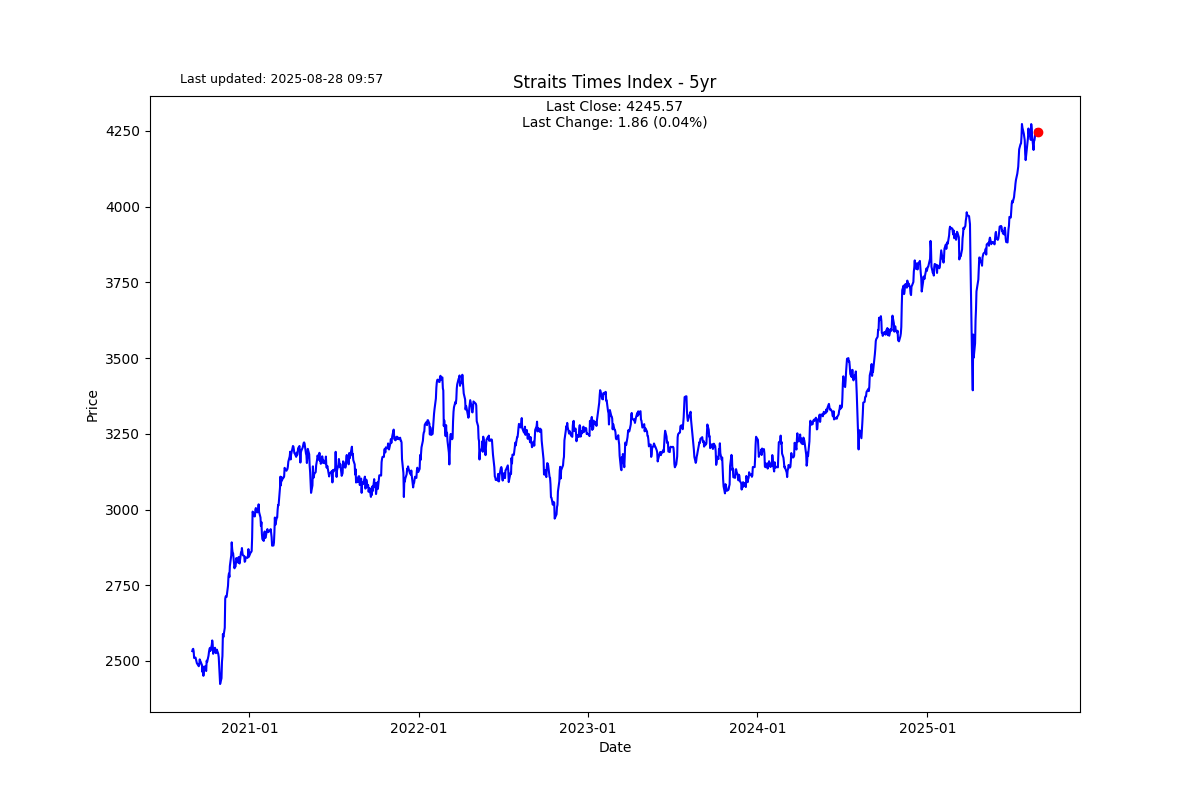 Last updated: 2025-08-28 09:57
Straits Times Index - 5yr
Last Close: 4245.57
Last Change: 1.86 (0.04%)
Price
4250
4000
3750
3500
3250
3000
2750
2500
2021-01
2022-01
2023-01
2024-01
2025-01
Date